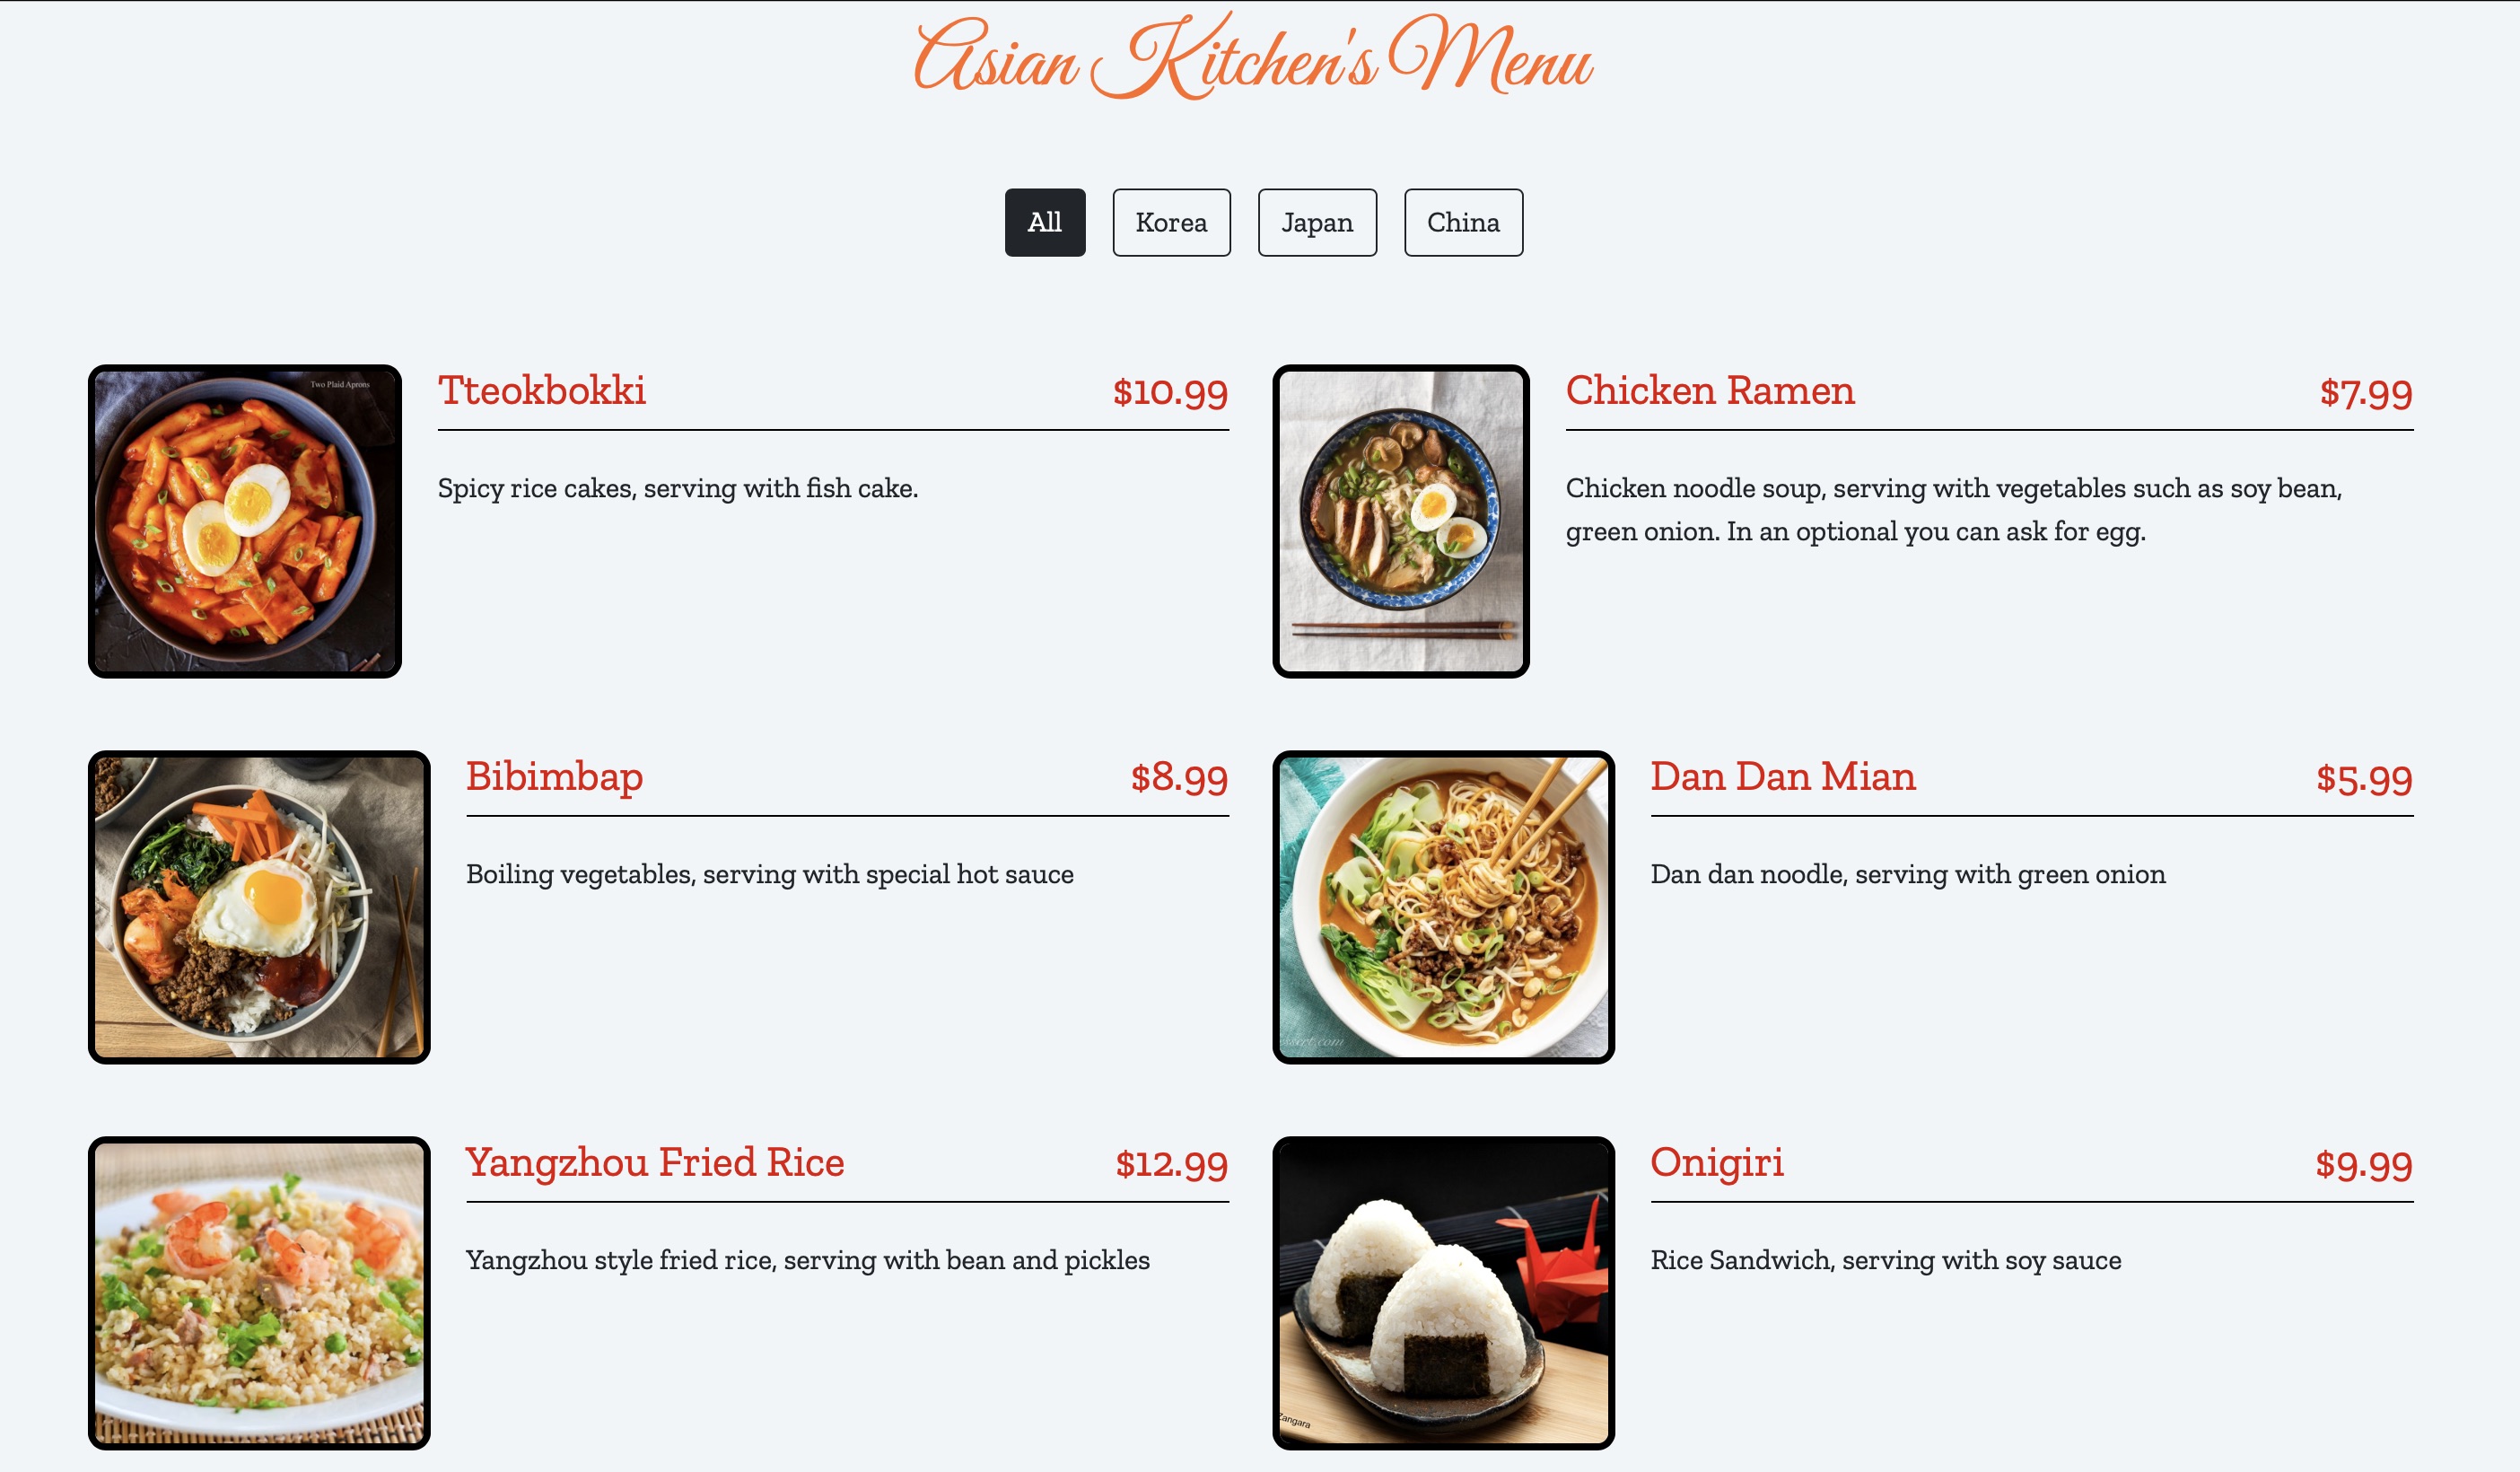 Asian Kitchen's Menu
All
Korea
Japan
China
Two Plaid Aprons
Tteokbokki
$10.99
Spicy rice cakes, serving with fish cake.
Chicken Ramen
$7.99
Chicken noodle soup, serving with vegetables such as soy bean,
green onion. In an optional you can ask for egg.
Bibimbap
$8.99
Boiling vegetables, serving with special hot sauce
Dan Dan Mian
$5.99
Dan dan noodle, serving with green onion
essert.com
Yangzhou Fried Rice
$12.99
Yangzhou style fried rice, serving with bean and pickles
Onigiri
$9.99
Rice Sandwich, serving with soy sauce
Zangara